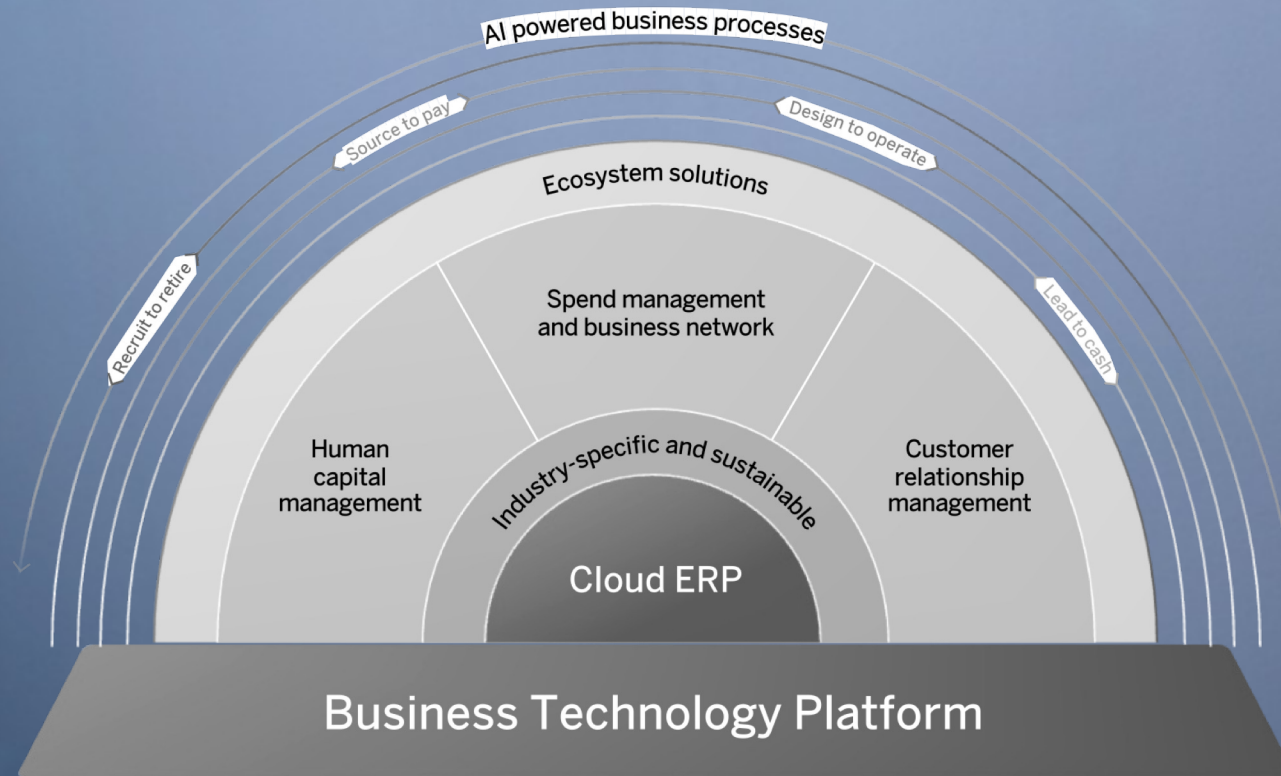 AI powered business processes
Source to pay
Design to operate
Recruit to retire
Lead to cash
Ecosystem solutions
Spend management
and business network
Human
capital
management
Customer
relationship
management
Industry-specific and sustainable
Cloud ERP
Business Technology Platform